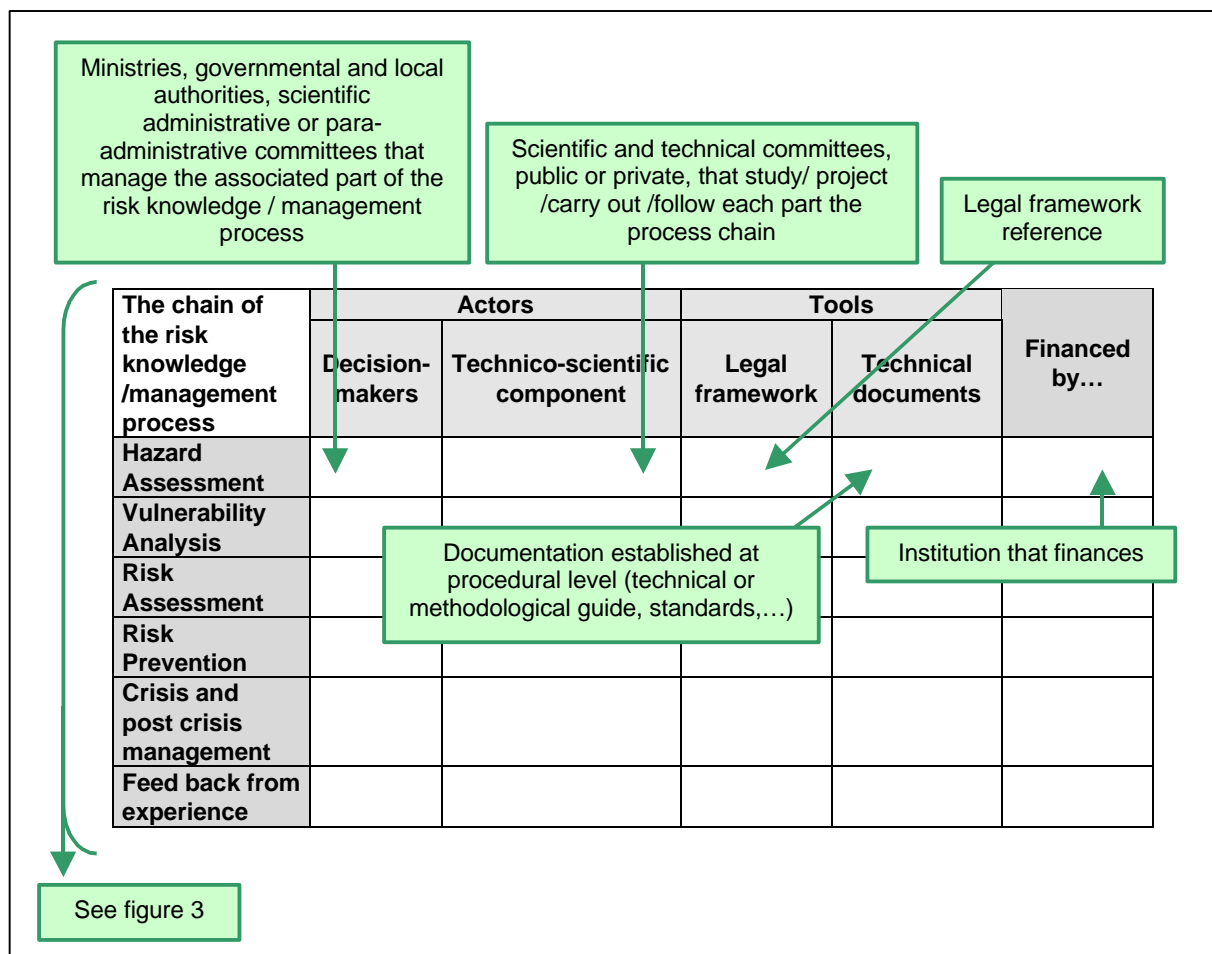 Ministries, governmental and local
authorities, scientific
administrative or para-
administrative committees that
manage the associated part of the
risk knowledge / management
process
Scientific and technical committees,
public or private, that study/ project
/carry out /follow each part the
process chain
Legal framework
reference
The chain of
the risk
knowledge
/management
process
Actors
Tools
Financed
by…
Decision-
makers
Technico-scientific
component
Legal
framework
Technical
documents
Hazard
Assessment
Vulnerability
Analysis
Documentation established at
procedural level (technical or
methodological guide, standards,…)
Institution that finances
Risk
Assessment
Risk
Prevention
Crisis and
post crisis
management
Feed back from
experience
See figure 3